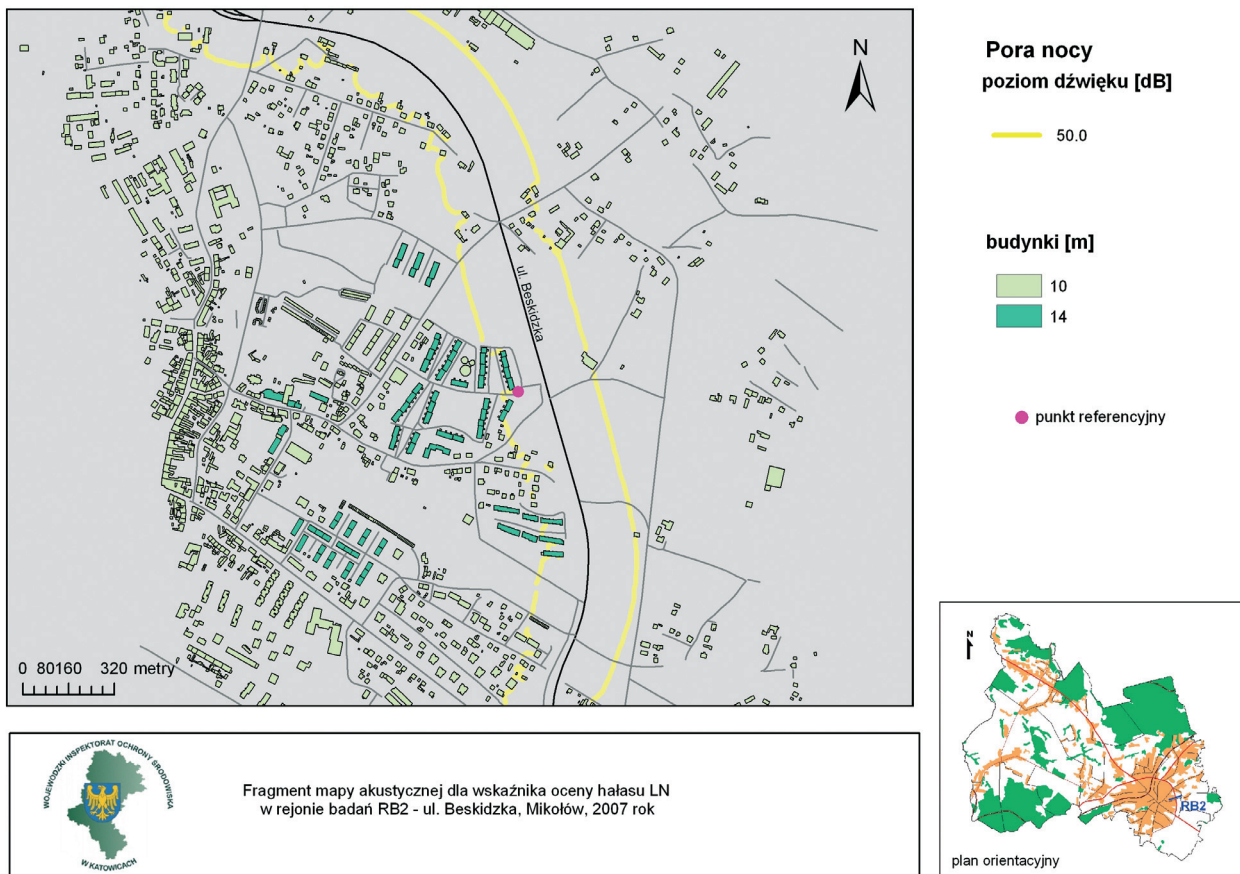 N
ul. Beskidzka
0 80160 320 metry
Pora nocy
poziom dźwięku [dB]
50.0
budynki [m]
10
14
punkt referencyjny
WOJEWÓDZKI INSPEKTORAT OCHRONY ŚRODOWISKA
W KATOWICACH
Fragment mapy akustycznej dla wskaźnika oceny hałasu LN
w rejonie badań RB2 - ul. Beskidzka, Mikołów, 2007 rok
N
RB2
plan orientacyjny